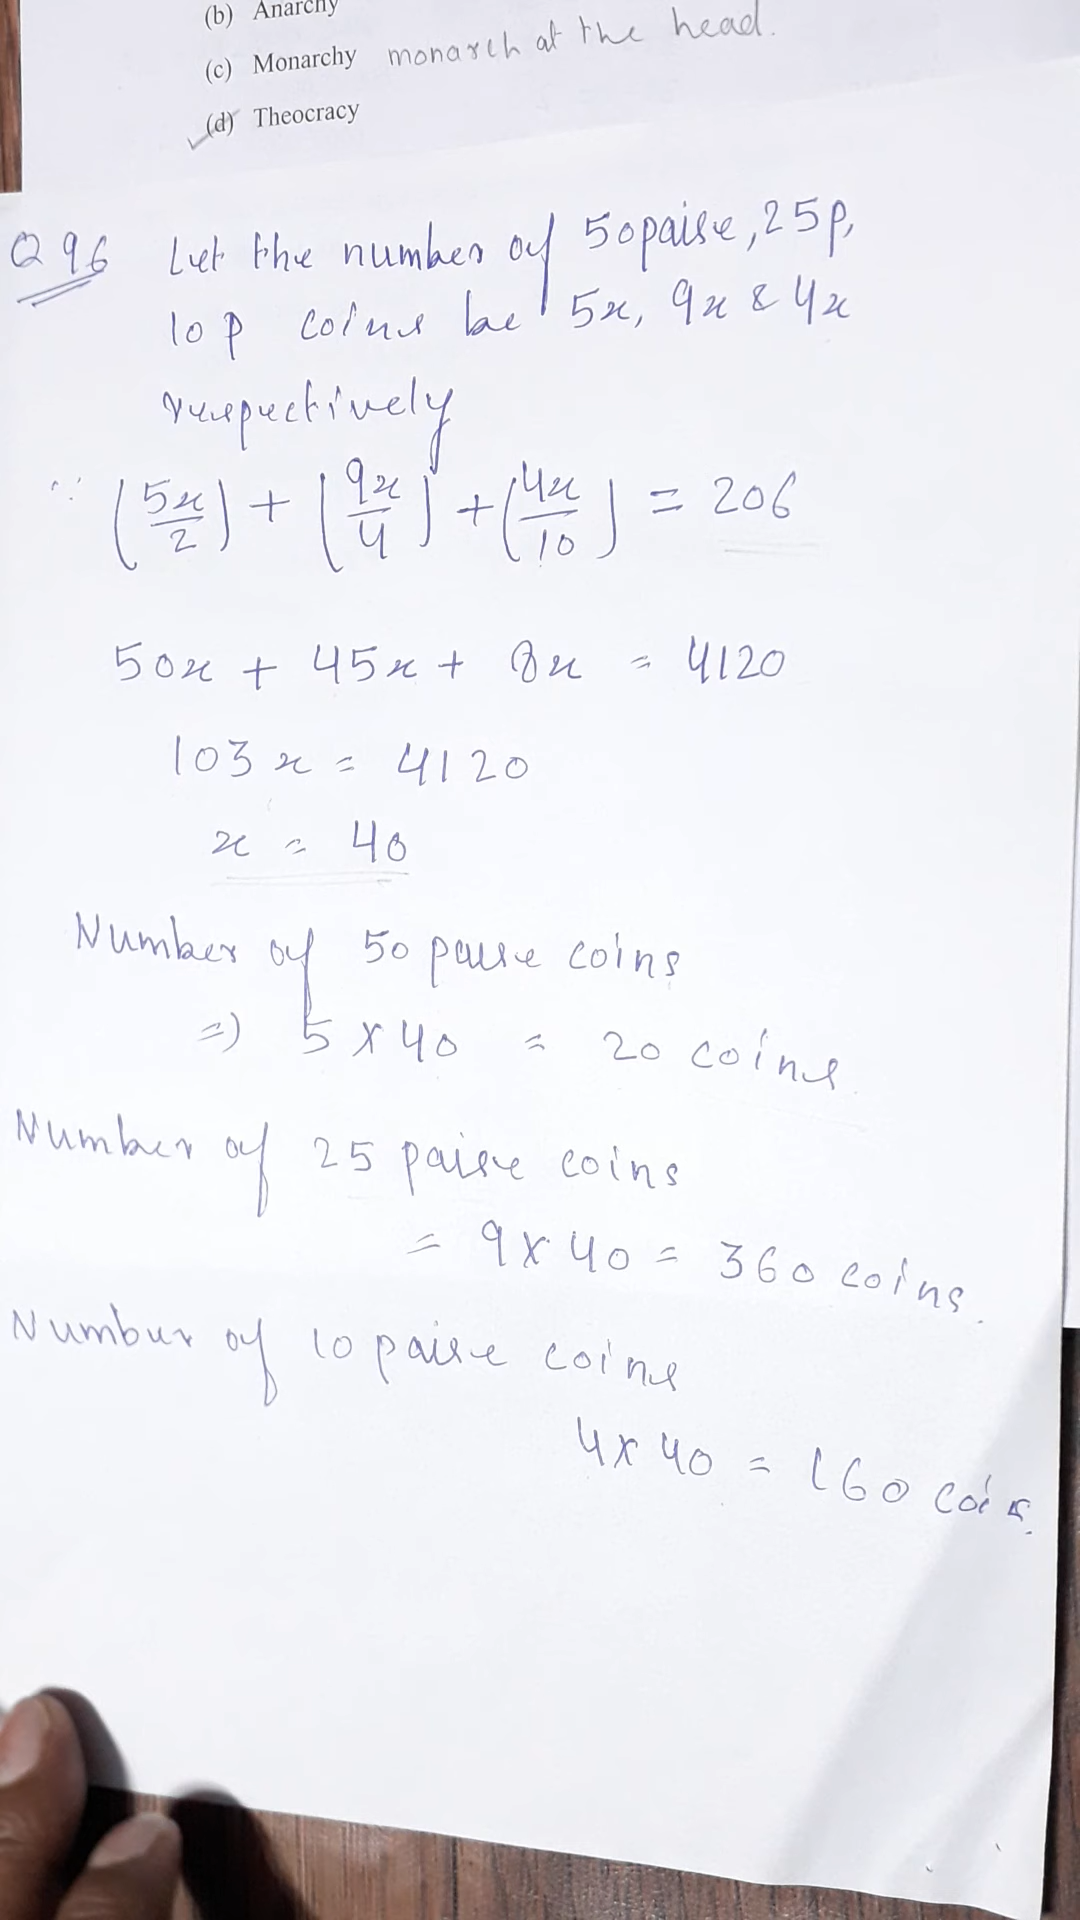 (b) Anarchy
(c) Monarchy monarch at the head.
(d) Theocracy
Q 96 Let the number of 50 paise, 25 p,
10 p coins be 5x, 9x & 4x
respectively
∵ (5x/2) + (9x/4) + (4x/10) = 206
50x + 45x + 8x = 4120
103x = 4120
x = 40
Number of 50 paise coins
=) 5 x 40 = 20 coins
Number of 25 paise coins
= 9 x 40 = 360 coins.
Number of 10 paise coins
4 x 40 = 160 coins.